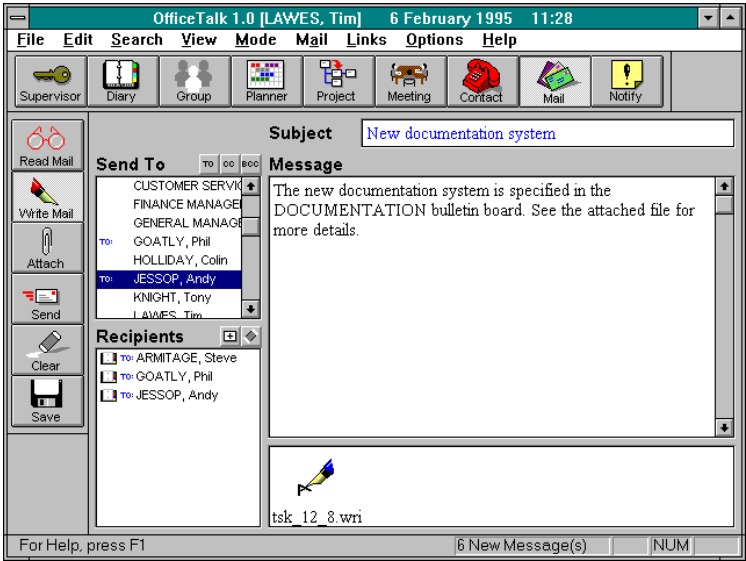 OfficeTalk 1.0 [LAWES, Tim] 6 February 1995 11:28
File Edit Search View Mode Mail Links Options Help
Supervisor Diary Group Planner Project Meeting Contact Mail Notify
Read Mail
Write Mail
Attach
Send
Clear
Save
Subject New documentation system
Send To TO CC BCC
CUSTOMER SERVIC
FINANCE MANAGE
GENERAL MANAGE
TO: GOATLY, Phil
HOLLIDAY, Colin
TO: JESSOP, Andy
KNIGHT, Tony
LAWES, Tim
Recipients
TO: ARMITAGE, Steve
TO: GOATLY, Phil
TO: JESSOP, Andy
Message
The new documentation system is specified in the
DOCUMENTATION bulletin board. See the attached file for
more details.
tsk_12_8.wri
For Help, press F1 6 New Message(s) NUM